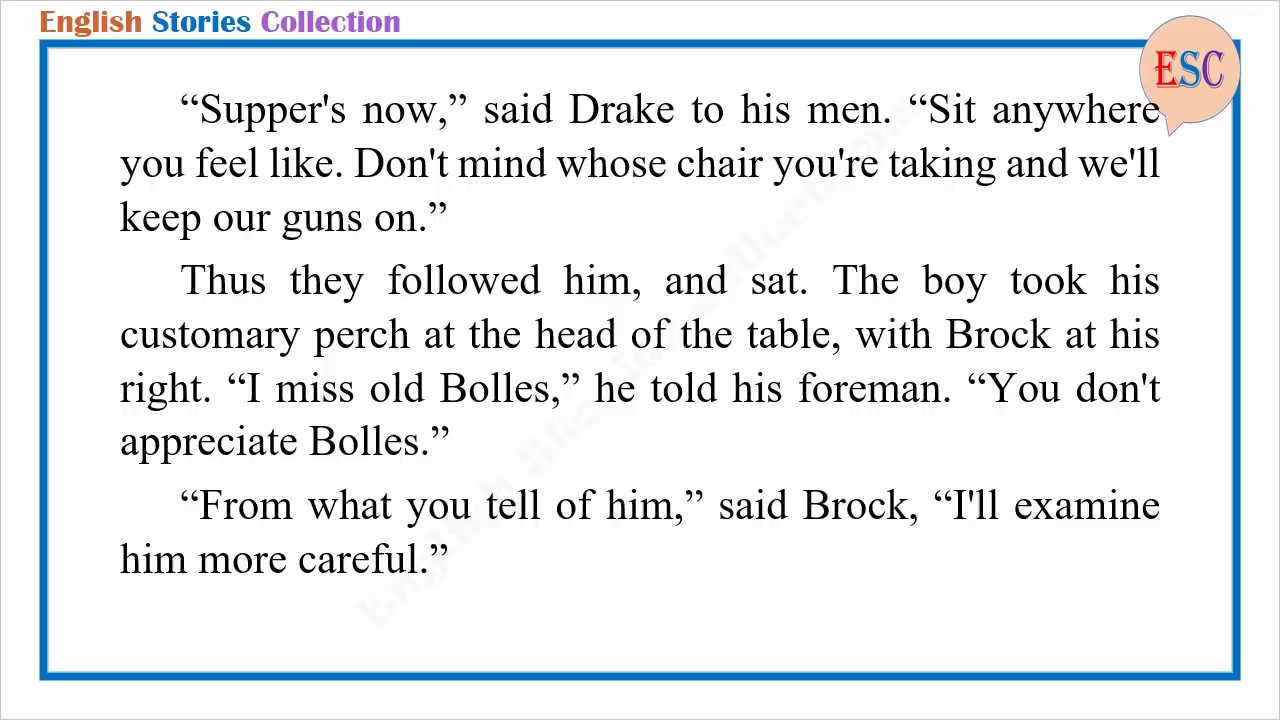 English Stories Collection
ESC
“Supper's now,” said Drake to his men. “Sit anywhere
you feel like. Don't mind whose chair you're taking and we'll
keep our guns on.”
Thus they followed him, and sat. The boy took his
customary perch at the head of the table, with Brock at his
right. “I miss old Bolles,” he told his foreman. “You don't
appreciate Bolles.”
“From what you tell of him,” said Brock, “I'll examine
him more careful.”
English Stories Collection